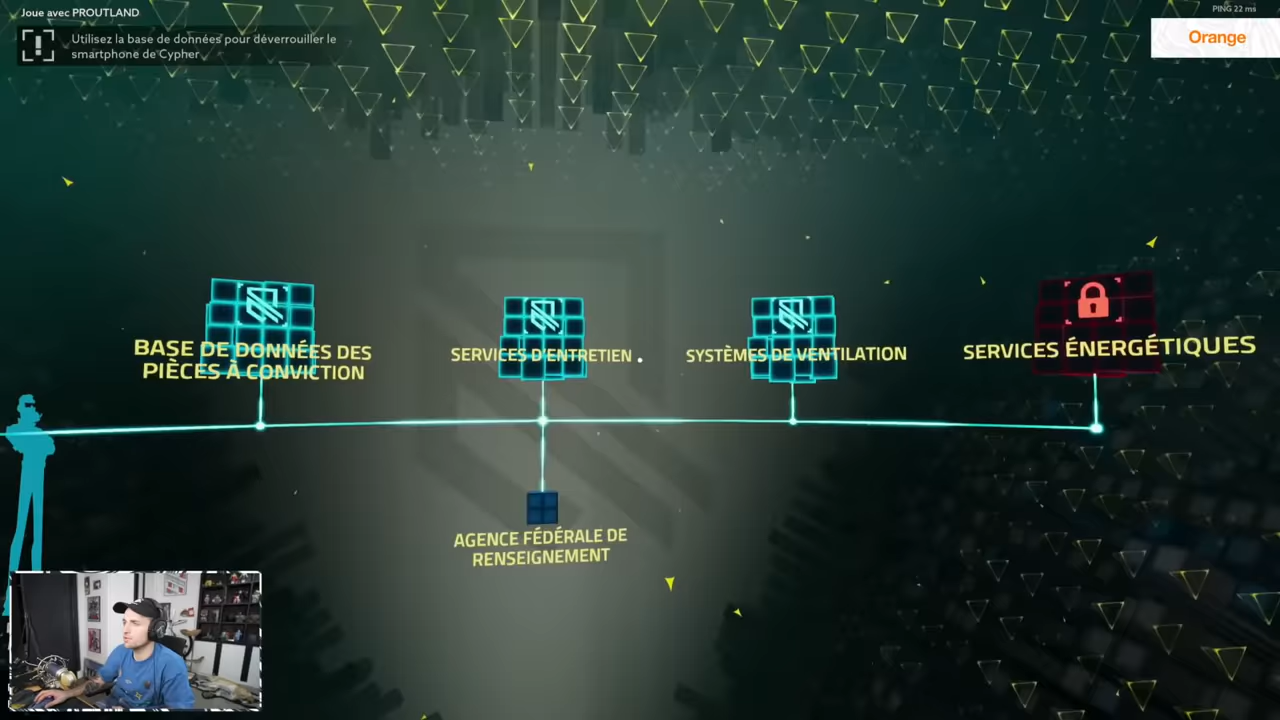 Joue avec PROUTLAND
PING 22 ms
Utilisez la base de données pour déverrouiller le
smartphone de Cypher
Orange
BASE DE DONNÉES DES
PIÈCES À CONVICTION
SERVICES D'ENTRETIEN
SYSTÈMES DE VENTILATION
SERVICES ÉNERGÉTIQUES
AGENCE FÉDÉRALE DE
RENSEIGNEMENT